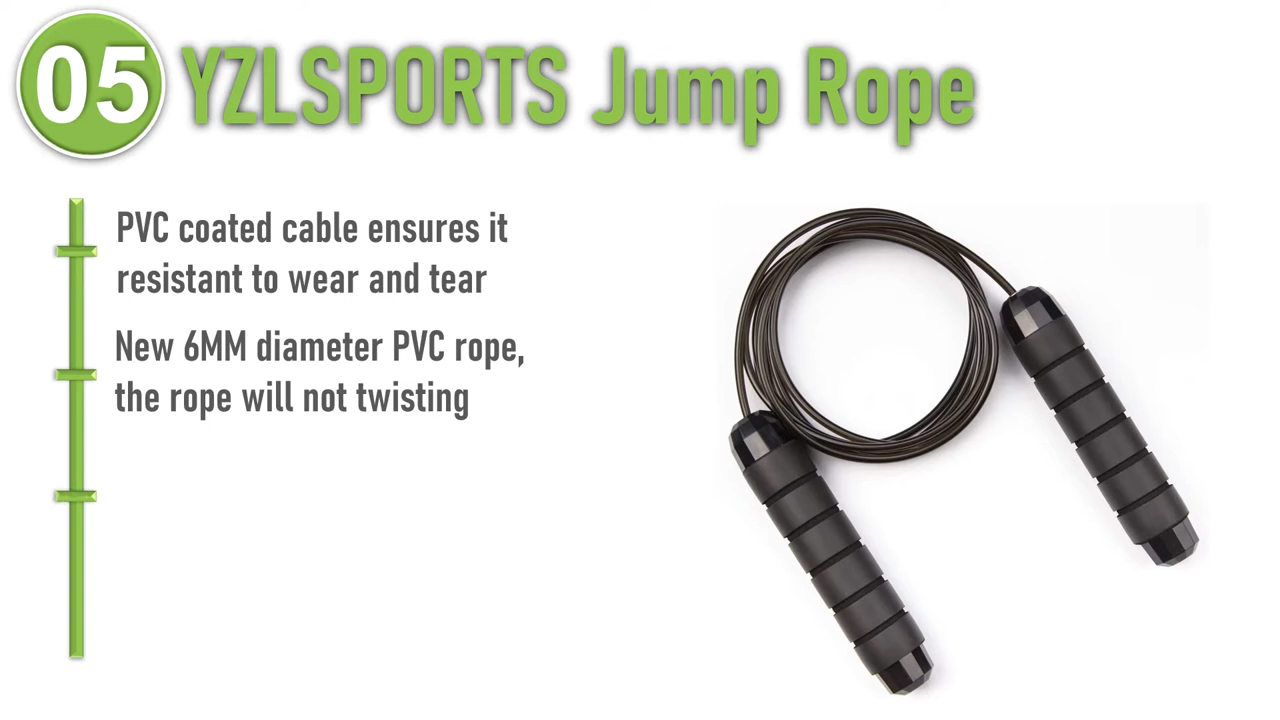 05 YZLSPORTS Jump Rope
PVC coated cable ensures it
resistant to wear and tear
New 6MM diameter PVC rope,
the rope will not twisting